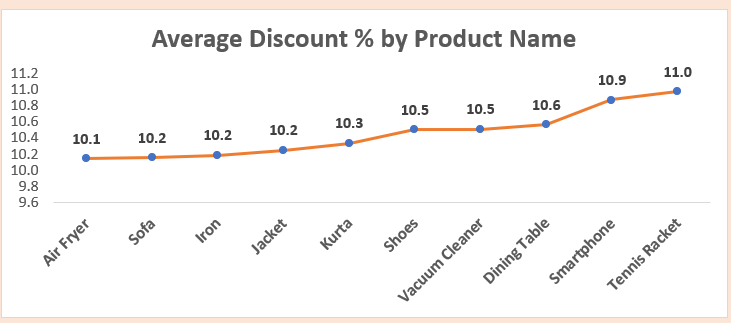 Average Discount % by Product Name
11.2
11.0
10.8
10.6
10.4
10.2
10.0
9.8
9.6
10.1
10.2
10.2
10.2
10.3
10.5
10.5
10.6
10.9
11.0
Air Fryer
Sofa
Iron
Jacket
Kurta
Shoes
Vacuum Cleaner
Dining Table
Smartphone
Tennis Racket